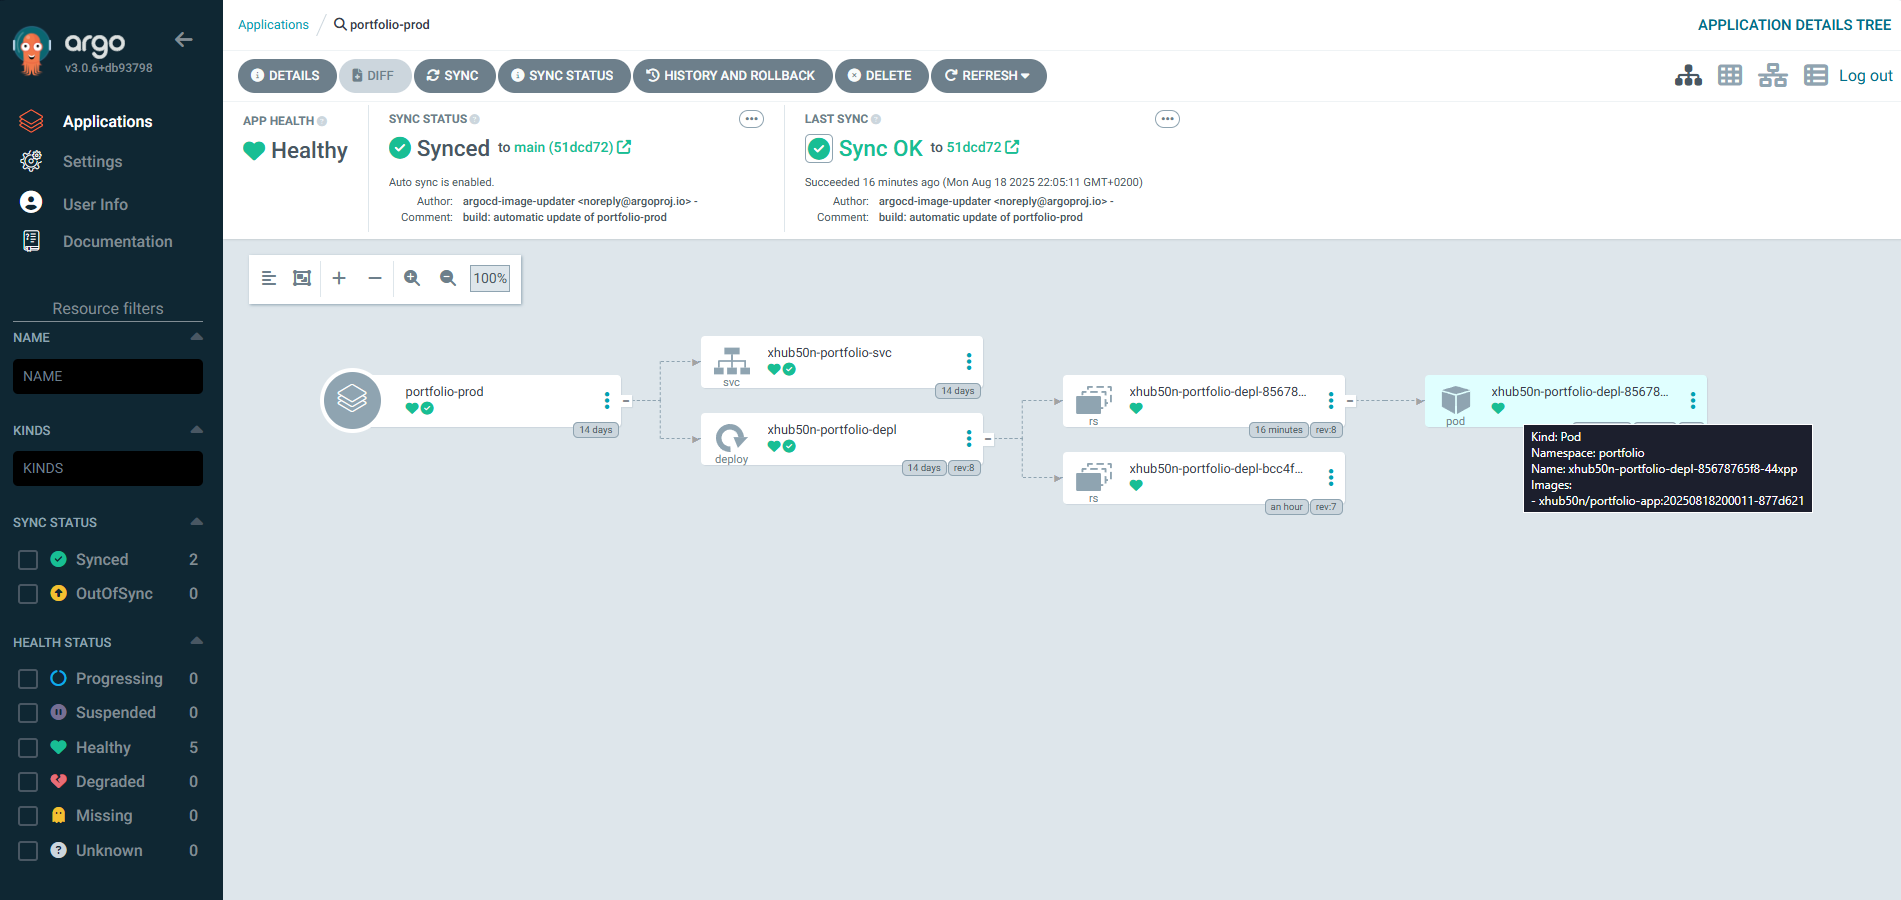 argo
v3.0.6+db93798
Applications
Settings
User Info
Documentation
Resource filters
NAME
NAME
KINDS
KINDS
SYNC STATUS
Synced 2
OutOfSync 0
HEALTH STATUS
Progressing 0
Suspended 0
Healthy 5
Degraded 0
Missing 0
Unknown 0
Applications / portfolio-prod
APPLICATION DETAILS TREE
DETAILS DIFF SYNC SYNC STATUS HISTORY AND ROLLBACK DELETE REFRESH
Log out
APP HEALTH
Healthy
SYNC STATUS
Synced to main (51dcd72)
Auto sync is enabled.
Author: argocd-image-updater <noreply@argoproj.io> -
Comment: build: automatic update of portfolio-prod
LAST SYNC
Sync OK to 51dcd72
Succeeded 16 minutes ago (Mon Aug 18 2025 22:05:11 GMT+0200)
Author: argocd-image-updater <noreply@argoproj.io> -
Comment: build: automatic update of portfolio-prod
100%
portfolio-prod
14 days
xhub50n-portfolio-svc
svc
14 days
xhub50n-portfolio-depl
deploy
14 days rev:8
xhub50n-portfolio-depl-85678...
rs
16 minutes rev:8
xhub50n-portfolio-depl-bcc4f...
rs
an hour rev:7
xhub50n-portfolio-depl-85678...
pod
Kind: Pod
Namespace: portfolio
Name: xhub50n-portfolio-depl-85678765f8-44xpp
Images:
- xhub50n/portfolio-app:20250818200011-877d621